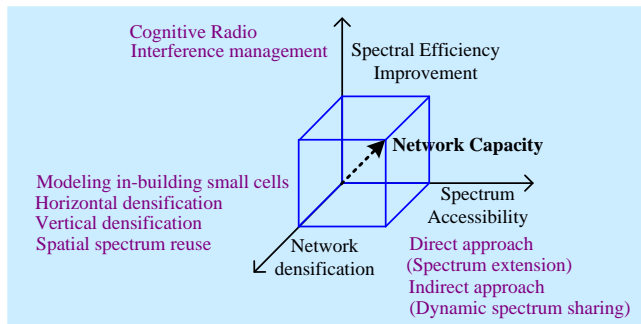 Cognitive Radio
Interference management
Spectral Efficiency
Improvement
Network Capacity
Modeling in-building small cells
Horizontal densification
Vertical densification
Spatial spectrum reuse
Spectrum
Accessibility
Network
densification
Direct approach
(Spectrum extension)
Indirect approach
(Dynamic spectrum sharing)